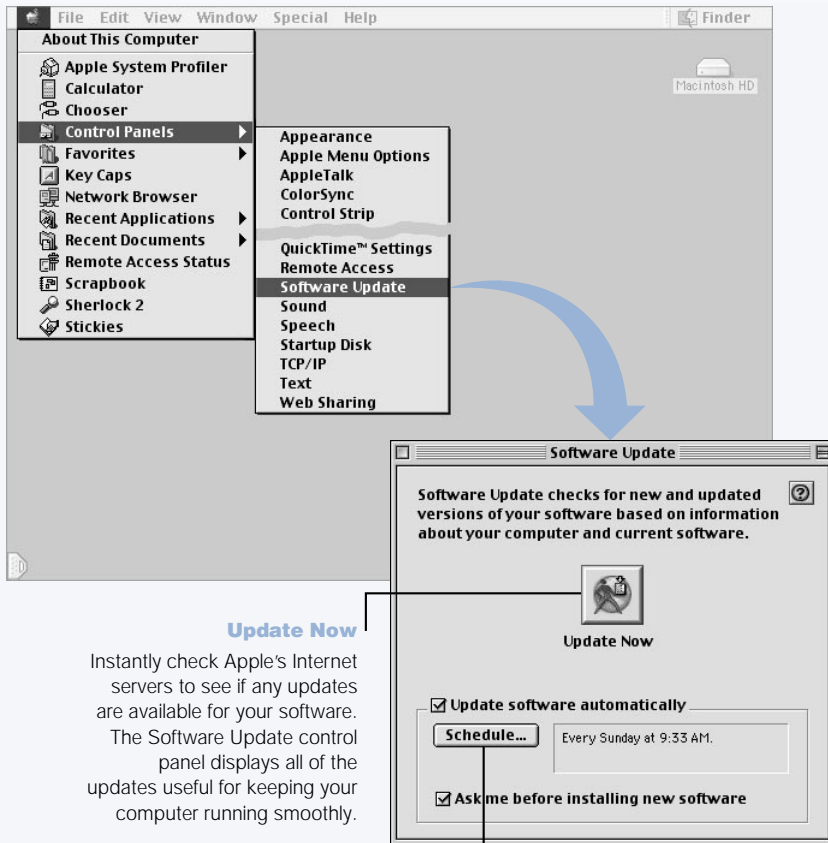 File Edit View Window Special Help Finder
About This Computer
Apple System Profiler
Calculator
Chooser
Control Panels
Favorites
Key Caps
Network Browser
Recent Applications
Recent Documents
Remote Access Status
Scrapbook
Sherlock 2
Stickies
Macintosh HD
Appearance
Apple Menu Options
AppleTalk
ColorSync
Control Strip
QuickTime™ Settings
Remote Access
Software Update
Sound
Speech
Startup Disk
TCP/IP
Text
Web Sharing
Software Update
Software Update checks for new and updated
versions of your software based on information
about your computer and current software.
Update Now
Update software automatically
Schedule...
Every Sunday at 9:33 AM.
Ask me before installing new software
Update Now
Instantly check Apple's Internet
servers to see if any updates
are available for your software.
The Software Update control
panel displays all of the
updates useful for keeping your
computer running smoothly.